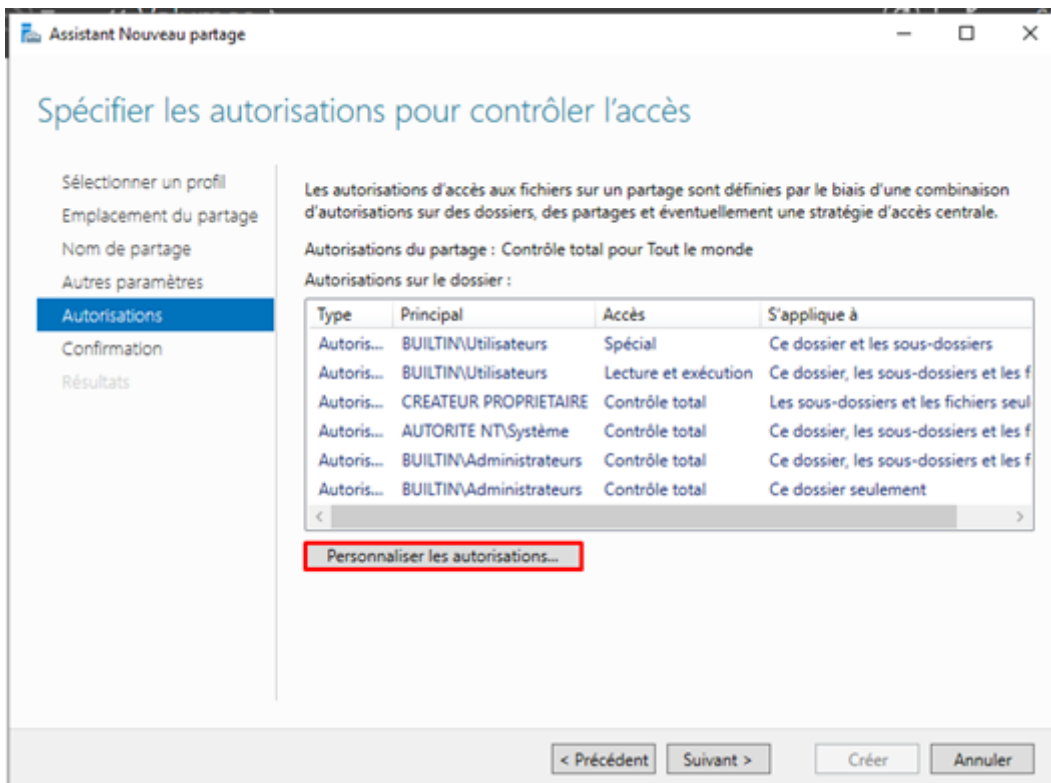 Assistant Nouveau partage
Spécifier les autorisations pour contrôler l'accès
Sélectionner un profil
Emplacement du partage
Nom de partage
Autres paramètres
Autorisations
Confirmation
Résultats
Les autorisations d'accès aux fichiers sur un partage sont définies par le biais d'une combinaison
d'autorisations sur des dossiers, des partages et éventuellement une stratégie d'accès centrale.
Autorisations du partage : Contrôle total pour Tout le monde
Autorisations sur le dossier :
Type Principal Accès S'applique à
Autoris... BUILTIN\Utilisateurs Spécial Ce dossier et les sous-dossiers
Autoris... BUILTIN\Utilisateurs Lecture et exécution Ce dossier, les sous-dossiers et les f
Autoris... CREATEUR PROPRIETAIRE Contrôle total Les sous-dossiers et les fichiers seul
Autoris... AUTORITE NT\Système Contrôle total Ce dossier, les sous-dossiers et les f
Autoris... BUILTIN\Administrateurs Contrôle total Ce dossier, les sous-dossiers et les f
Autoris... BUILTIN\Administrateurs Contrôle total Ce dossier seulement
Personnaliser les autorisations...
< Précédent Suivant > Créer Annuler